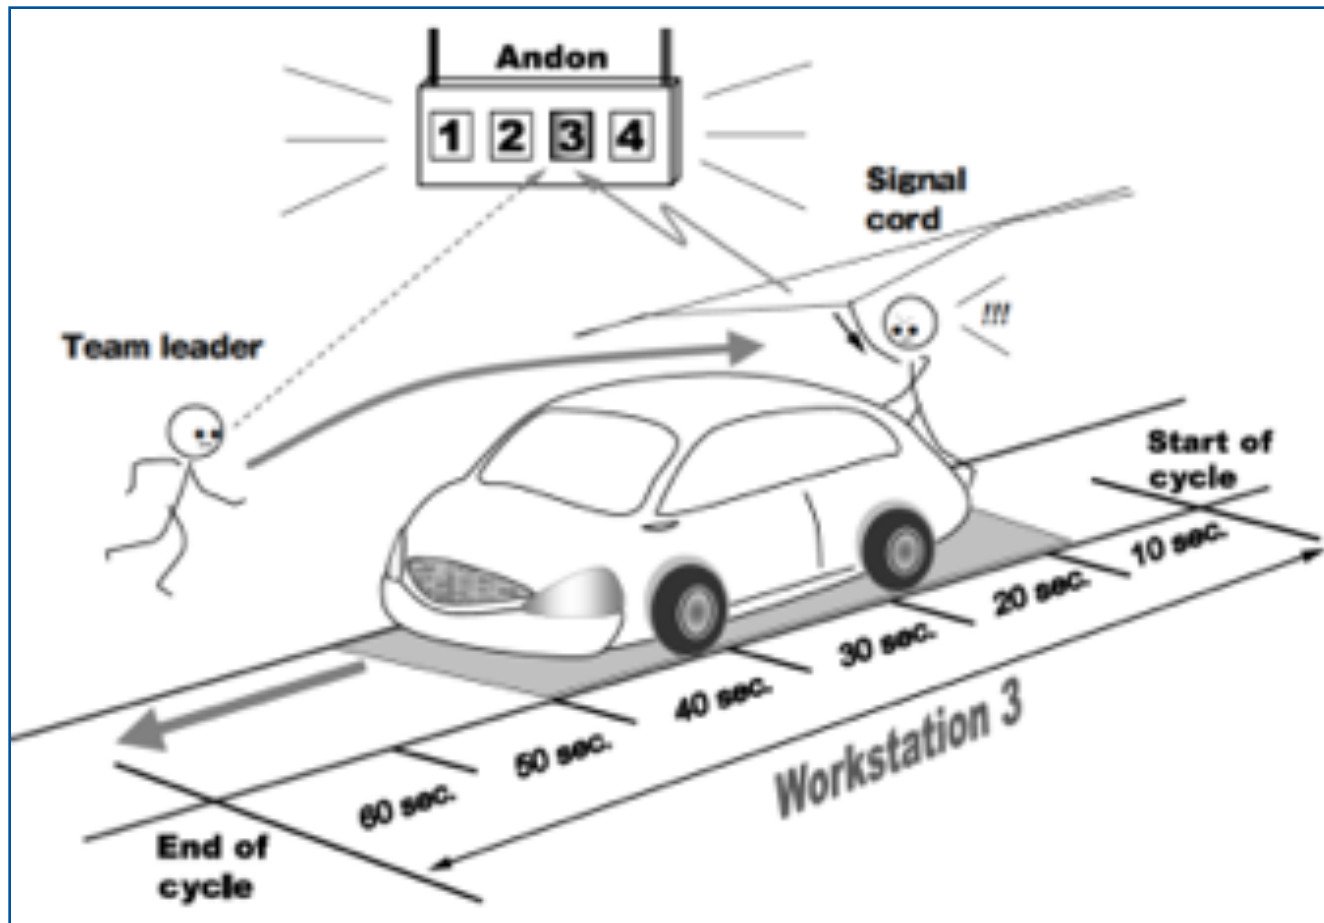 Andon
1 2 3 4
Signal
cord
!!!
Team leader
Start of
cycle
10 sec.
20 sec.
30 sec.
40 sec.
50 sec.
60 sec.
Workstation 3
End of
cycle